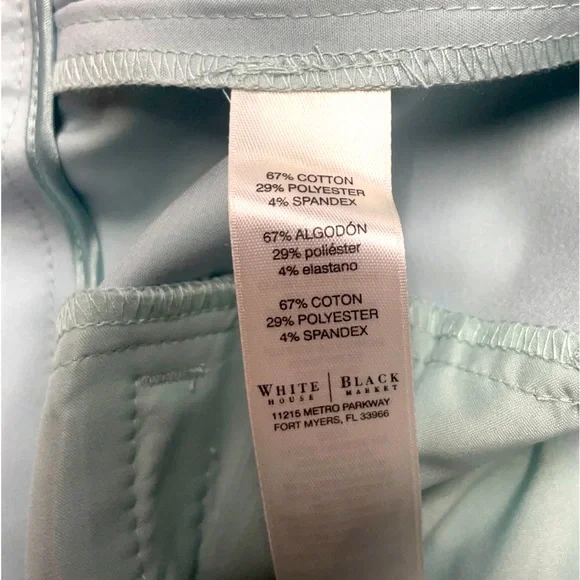 67% COTTON
29% POLYESTER
4% SPANDEX
67% ALGODÓN
29% poliéster
4% elastano
67% COTON
29% POLYESTER
4% SPANDEX
WHITE | BLACK
HOUSE | MARKET
11215 METRO PARKWAY
FORT MYERS, FL 33966